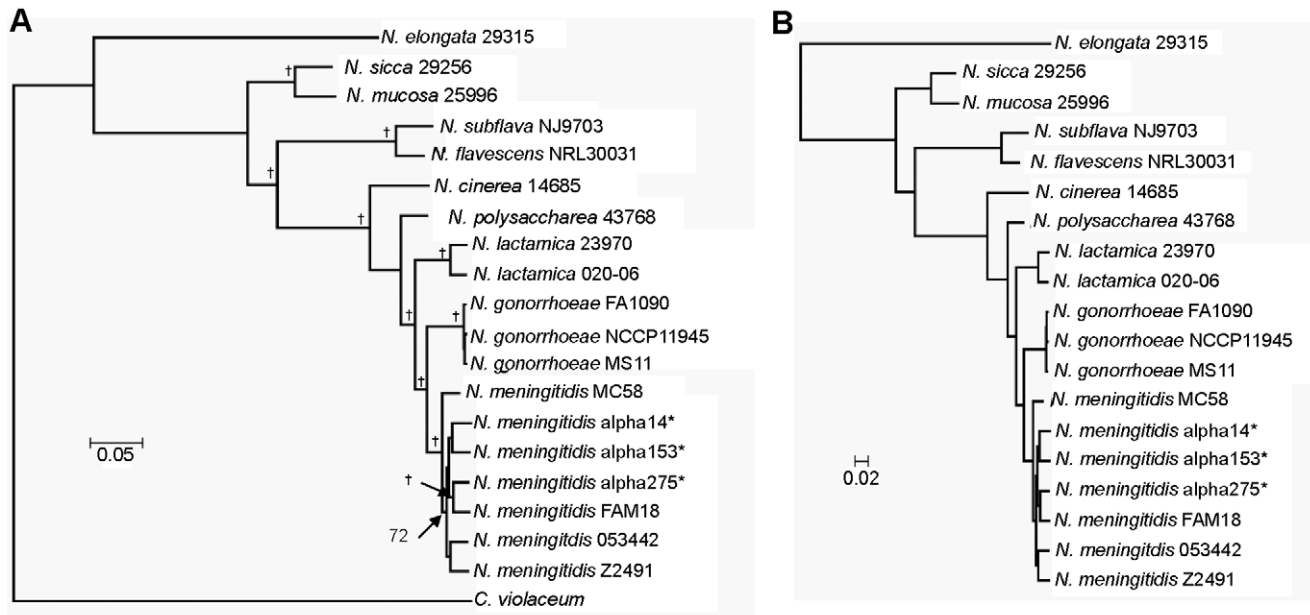 A
N. elongata 29315
† N. sicca 29256
N. mucosa 25996
† N. subflava NJ9703
N. flavescens NRL30031
†
N. cinerea 14685
†
N. polysaccharea 43768
† N. lactamica 23970
N. lactamica 020-06
N. gonorrhoeae FA1090
† †
N. gonorrhoeae NCCP11945
N. gonorrhoeae MS11
†
N. meningitidis MC58
N. meningitidis alpha14*
†
N. meningitidis alpha153*
†
N. meningitidis alpha275*
N. meningitidis FAM18
72
N. meningitdis 053442
N. meningitidis Z2491
C. violaceum
0.05
B
N. elongata 29315
N. sicca 29256
N. mucosa 25996
N. subflava NJ9703
N. flavescens NRL30031
N. cinerea 14685
N. polysaccharea 43768
N. lactamica 23970
N. lactamica 020-06
N. gonorrhoeae FA1090
N. gonorrhoeae NCCP11945
N. gonorrhoeae MS11
N. meningitidis MC58
N. meningitidis alpha14*
N. meningitidis alpha153*
N. meningitidis alpha275*
N. meningitidis FAM18
N. meningitdis 053442
N. meningitidis Z2491
0.02